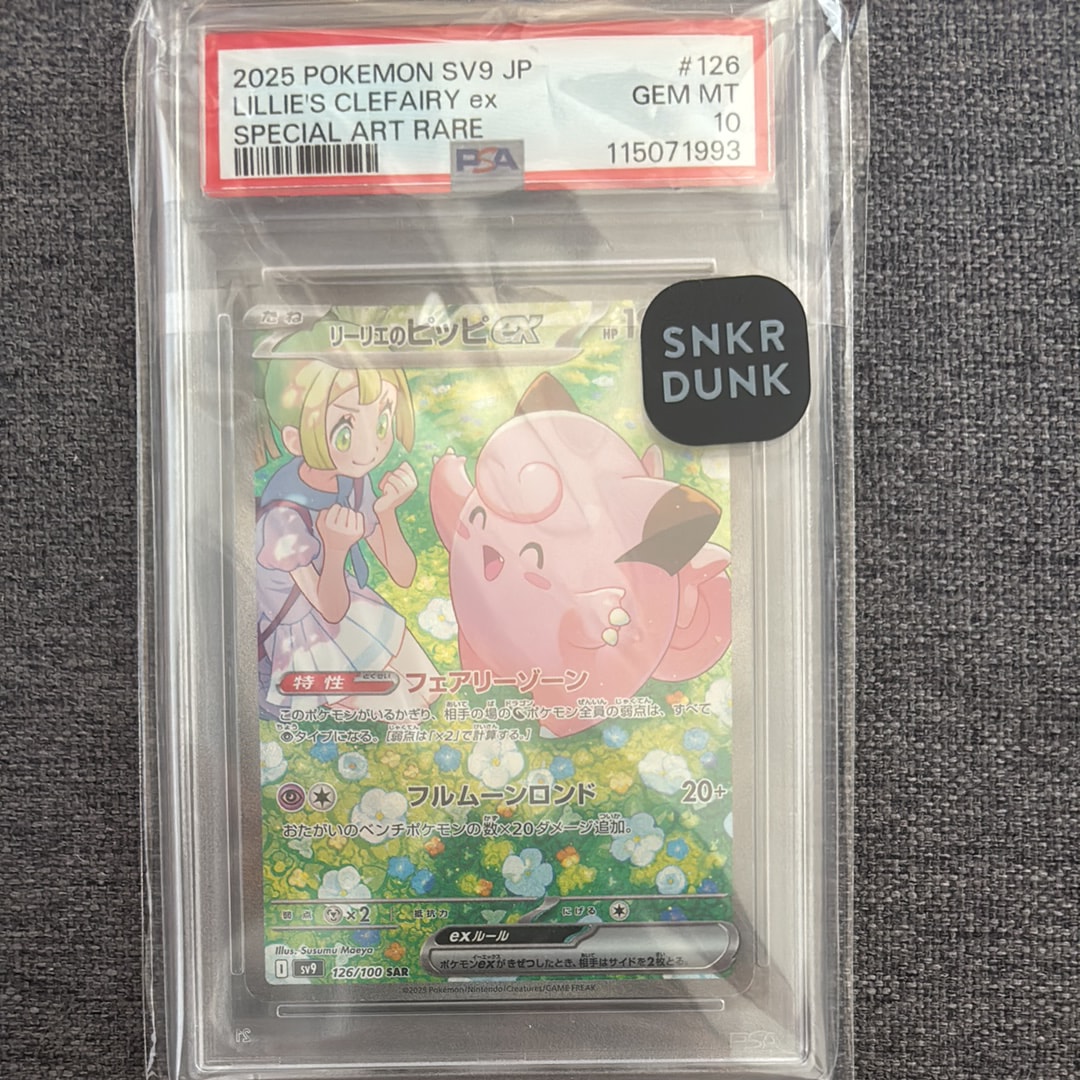 2025 POKEMON SV9 JP #126
LILLIE'S CLEFAIRY ex GEM MT
SPECIAL ART RARE 10
PSA 115071993
SNKR
DUNK
たね リーリエのピッピex HP
特性 フェアリーゾーン
このポケモンがいるかぎり、相手の場のポケモン全員の弱点は、すべて
タイプになる。[弱点は「×2」で計算する。]
フルムーンロンド 20+
おたがいのベンチポケモンの数×20ダメージ追加。
弱点 ×2 抵抗力 にげる
exルール
ポケモンexがきぜつしたとき、相手はサイドを2枚とる。
Illus. Susumu Maeya
I sv9 126/100 SAR
©2025 Pokémon/Nintendo/Creatures/GAME FREAK
PSA